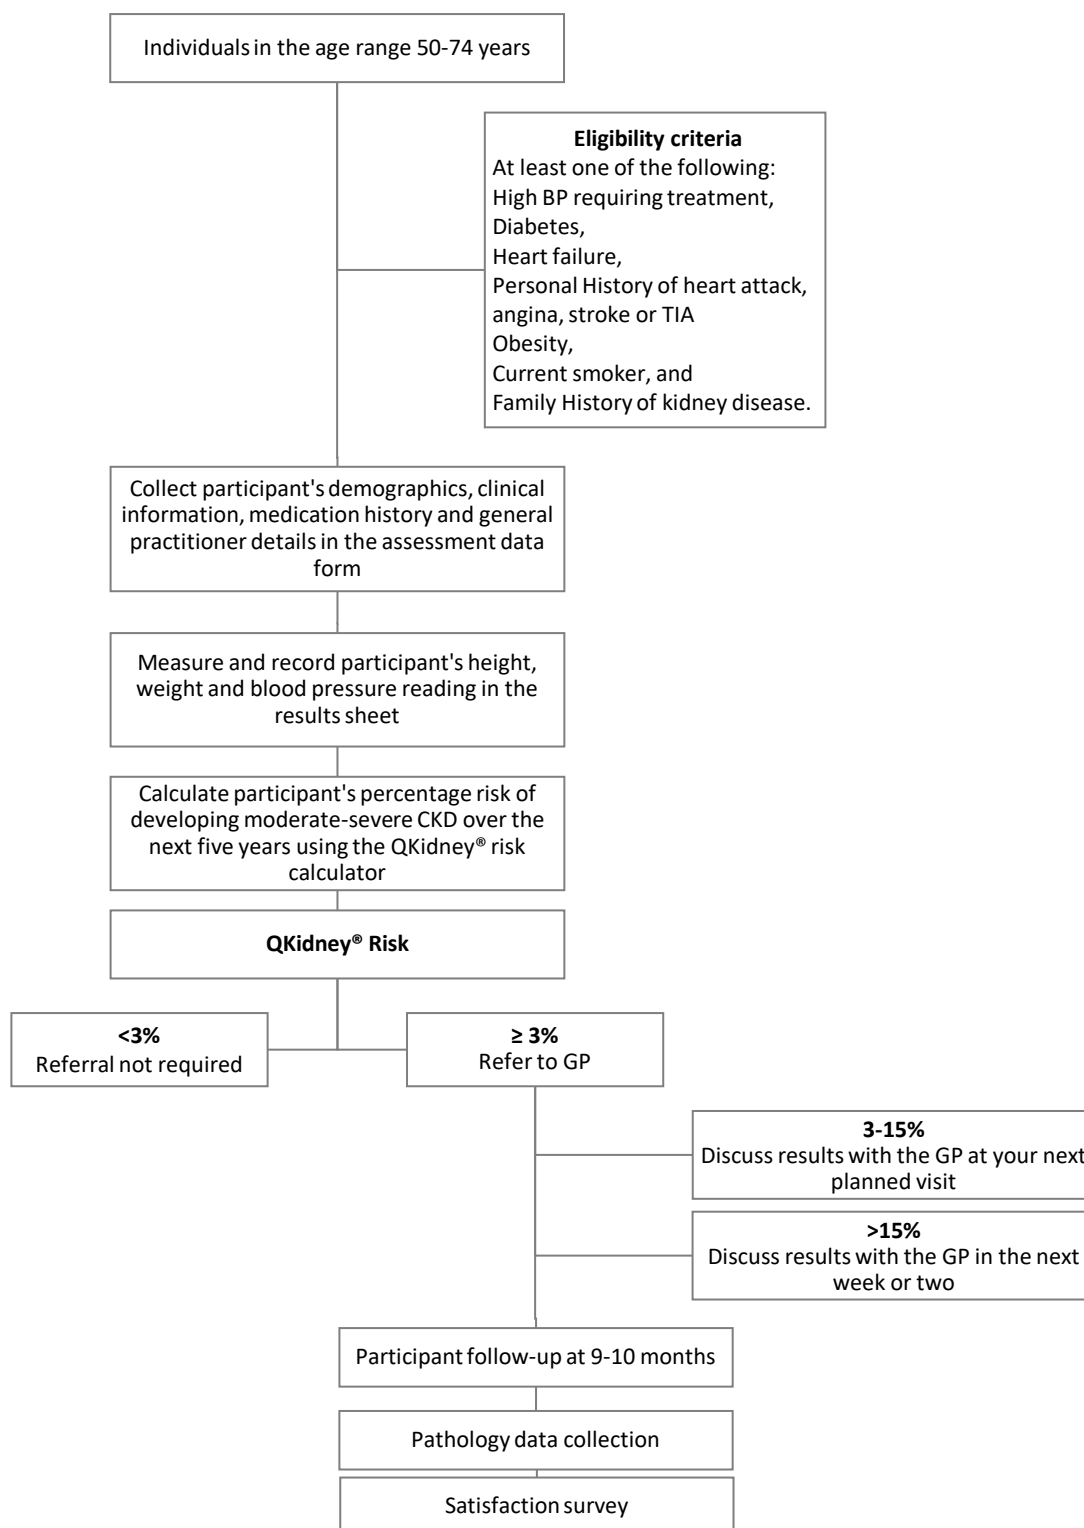 Individuals in the age range 50-74 years
Eligibility criteria
At least one of the following:
High BP requiring treatment,
Diabetes,
Heart failure,
Personal History of heart attack,
angina, stroke or TIA
Obesity,
Current smoker, and
Family History of kidney disease.
Collect participant's demographics, clinical
information, medication history and general
practitioner details in the assessment data
form
Measure and record participant's height,
weight and blood pressure reading in the
results sheet
Calculate participant's percentage risk of
developing moderate-severe CKD over the
next five years using the QKidney® risk
calculator
QKidney® Risk
<3%
Referral not required
≥ 3%
Refer to GP
3-15%
Discuss results with the GP at your next
planned visit
>15%
Discuss results with the GP in the next
week or two
Participant follow-up at 9-10 months
Pathology data collection
Satisfaction survey